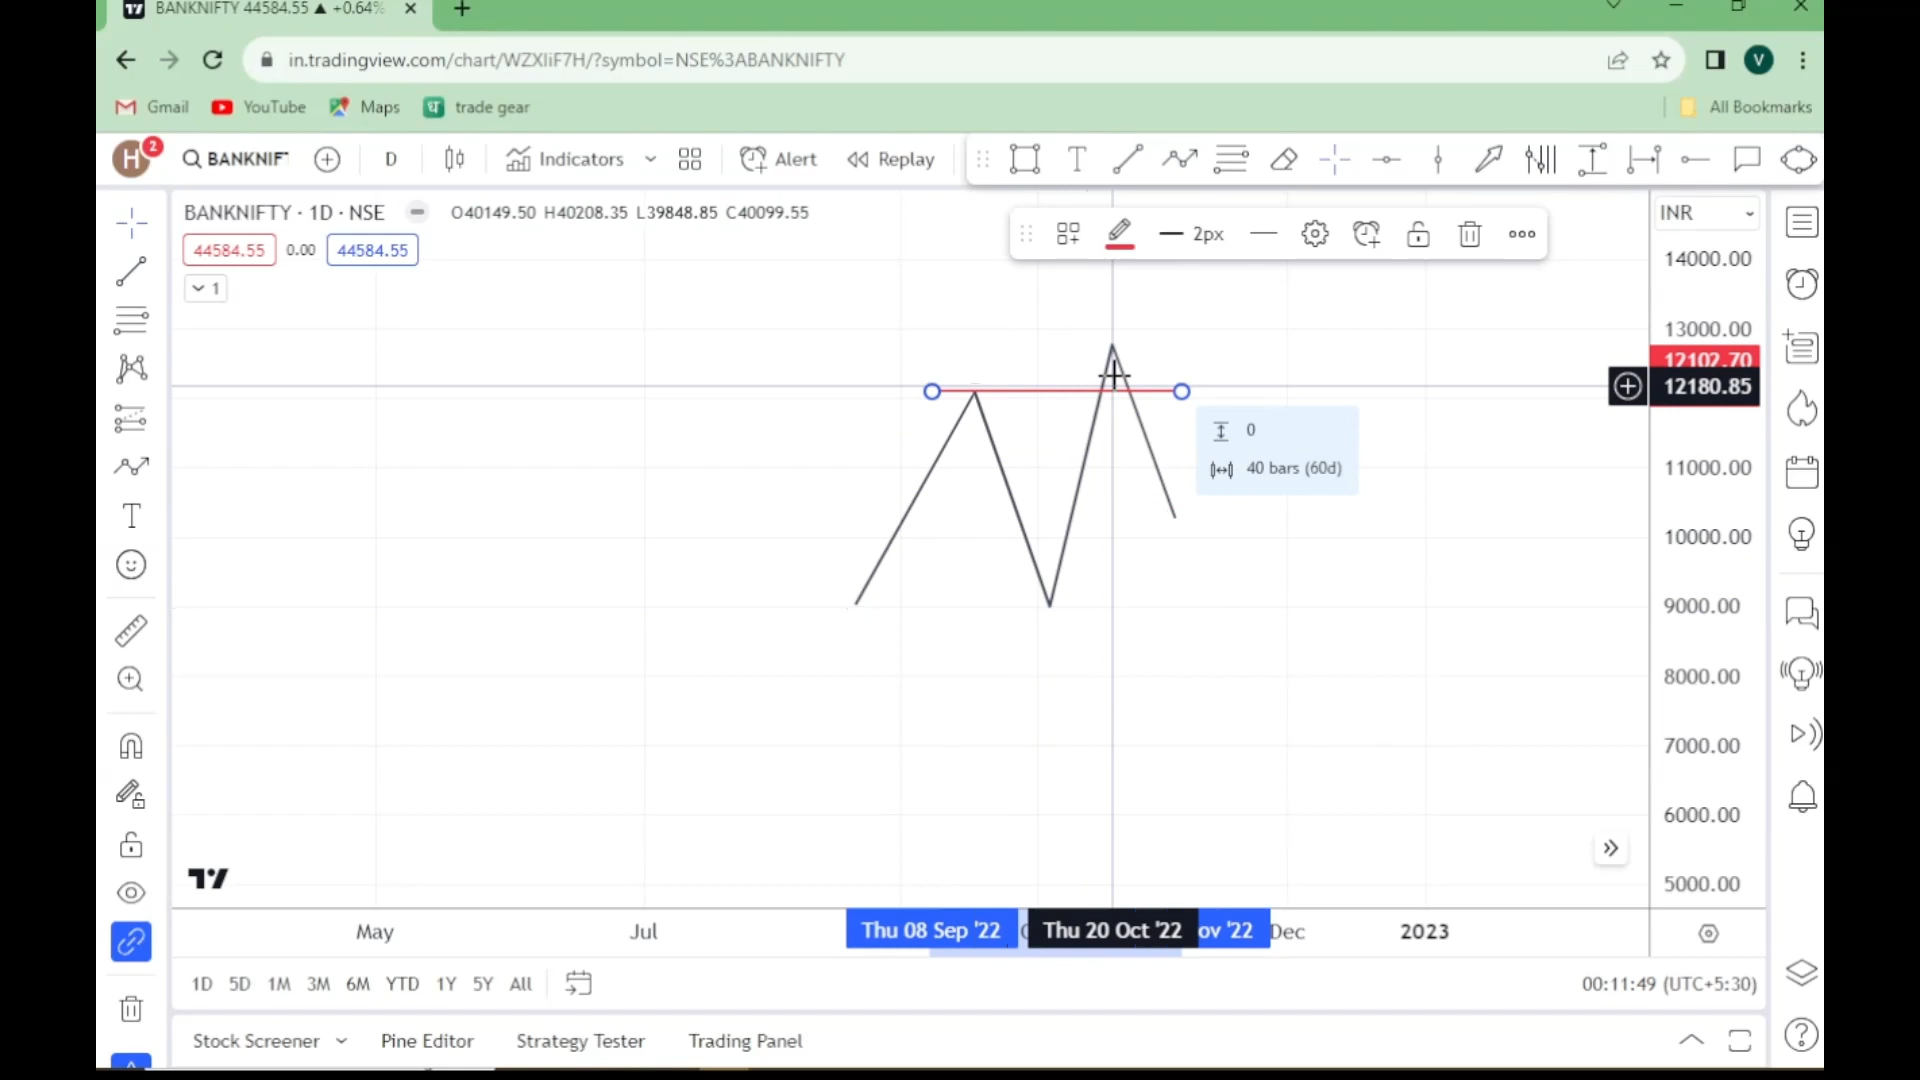 BANKNIFTY 44584.55 ▲ +0.64%
in.tradingview.com/chart/WZXIiF7H/?symbol=NSE%3ABANKNIFTY
V
Gmail
YouTube
Maps
trade gear
All Bookmarks
H
2
BANKNIFT
D
Indicators
Alert
Replay
BANKNIFTY · 1D · NSE
O40149.50 H40208.35 L39848.85 C40099.55
INR
44584.55
0.00
44584.55
2px
1
14000.00
13000.00
12102.70
12180.85
0
40 bars (60d)
11000.00
10000.00
9000.00
8000.00
7000.00
6000.00
5000.00
May
Jul
Thu 08 Sep '22
Thu 20 Oct '22
ov '22
Dec
2023
1D 5D 1M 3M 6M YTD 1Y 5Y All
00:11:49 (UTC+5:30)
Stock Screener
Pine Editor
Strategy Tester
Trading Panel